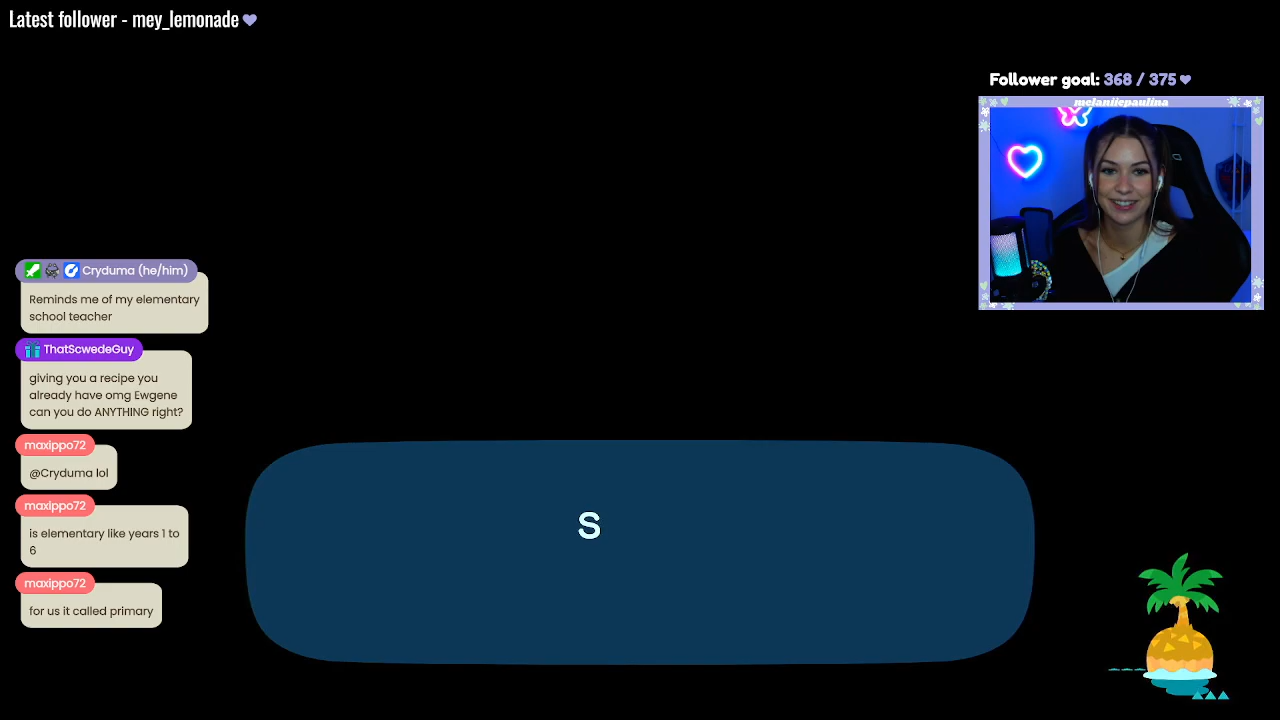 Latest follower - mey_lemonade
Follower goal: 368 / 375
melaniiepaulina
Cryduma (he/him)
Reminds me of my elementary
school teacher
ThatScwedeGuy
giving you a recipe you
already have omg Ewgene
can you do ANYTHING right?
maxippo72
@Cryduma lol
maxippo72
is elementary like years 1 to
6
maxippo72
for us it called primary
S